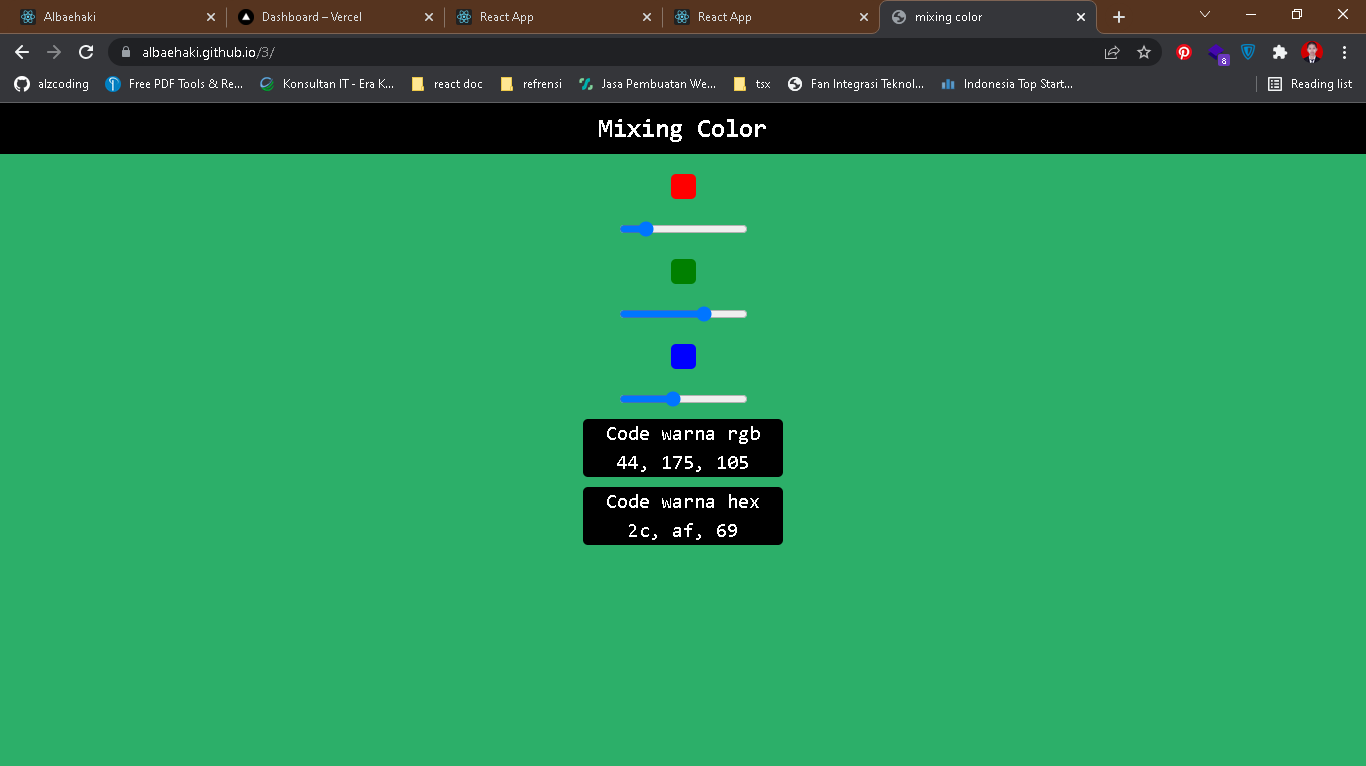 Albaehaki
Dashboard – Vercel
React App
React App
mixing color
albaehaki.github.io/3/
8
alzcoding
Free PDF Tools & Re...
Konsultan IT - Era K...
react doc
refrensi
Jasa Pembuatan We...
tsx
Fan Integrasi Teknol...
Indonesia Top Start...
Reading list
Mixing Color
Code warna rgb
44, 175, 105
Code warna hex
2c, af, 69